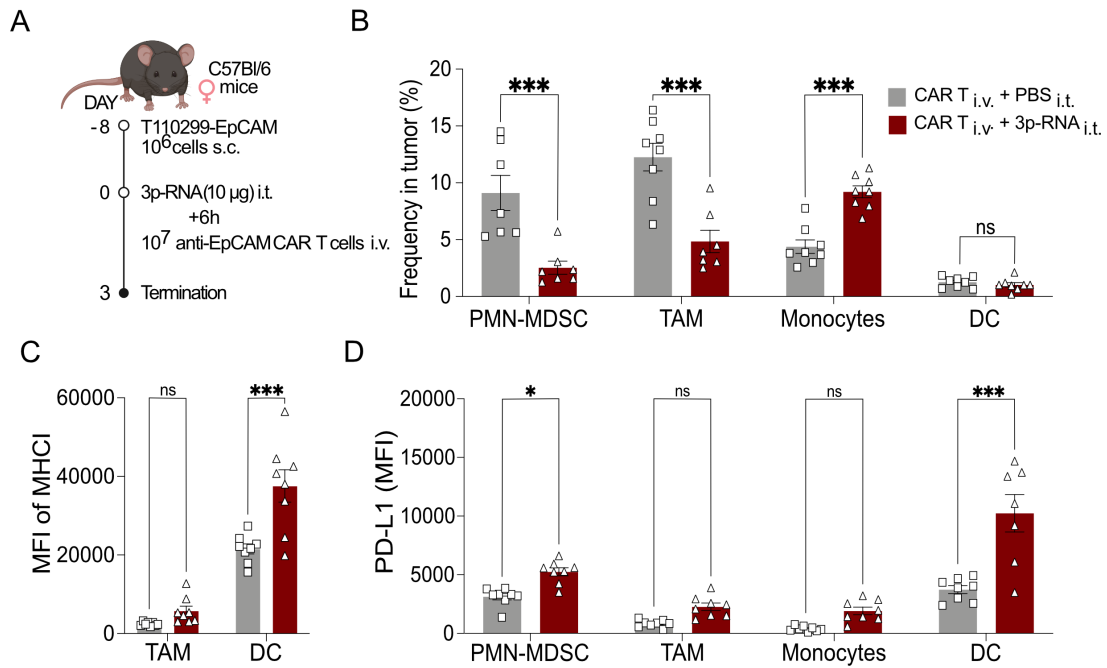 A
C57Bl/6
♀ mice
DAY
-8 T110299-EpCAM
10⁶cells s.c.
0 3p-RNA(10 µg) i.t.
+6h
10⁷ anti-EpCAM CAR T cells i.v.
3 Termination
B
Frequency in tumor (%)
20
15
10
5
0
*** *** *** ns
PMN-MDSC TAM Monocytes DC
CAR T i.v. + PBS i.t.
CAR T i.v. + 3p-RNA i.t.
C
MFI of MHCI
60000
40000
20000
0
ns ***
TAM DC
D
PD-L1 (MFI)
20000
15000
10000
5000
0
* ns ns ***
PMN-MDSC TAM Monocytes DC